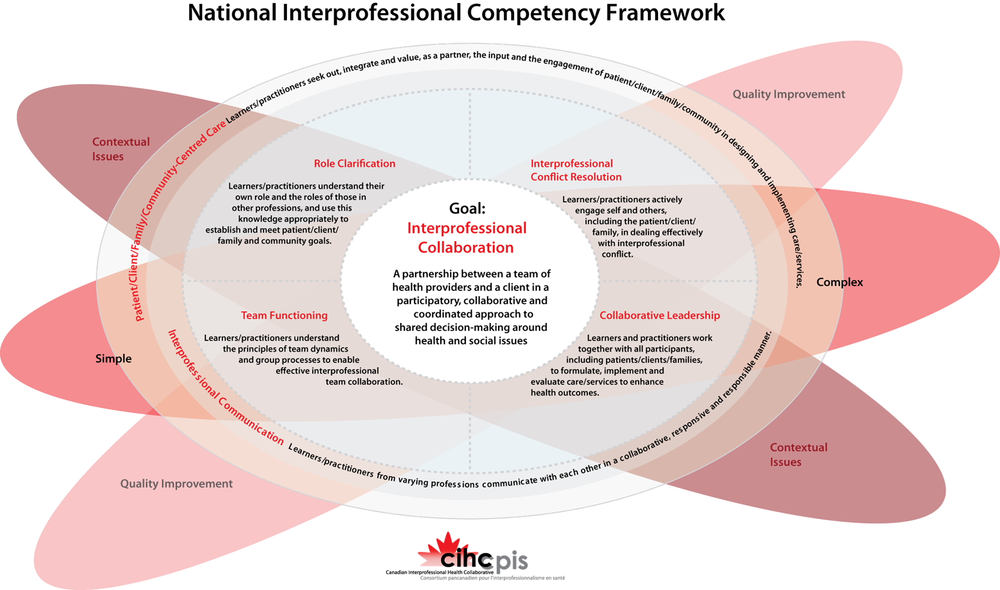 National Interprofessional Competency Framework
Patient/Client/Family/Community-Centred Care Learners/practitioners seek out, integrate and value, as a partner, the input and the engagement of patient/client/family/community in designing and implementing care/services.
Quality Improvement
Contextual
Issues
Role Clarification
Learners/practitioners understand their
own role and the roles of those in
other professions, and use this
knowledge appropriately to
establish and meet patient/client/
family and community goals.
Interprofessional
Conflict Resolution
Learners/practitioners actively
engage self and others,
including the patient/client/
family, in dealing effectively
with interprofessional
conflict.
Goal:
Interprofessional
Collaboration
A partnership between a team of
health providers and a client in a
participatory, collaborative and
coordinated approach to
shared decision-making around
health and social issues
Complex
Team Functioning
Learners/practitioners understand
the principles of team dynamics
and group processes to enable
effective interprofessional
team collaboration.
Collaborative Leadership
Learners and practitioners work
together with all participants,
including patients/clients/families,
to formulate, implement and
evaluate care/services to enhance
health outcomes.
Simple
Interprofessional Communication Learners/practitioners from varying professions communicate with each other in a collaborative, responsive and responsible manner.
Contextual
Issues
Quality Improvement
cihccpis
Canadian Interprofessional Health Collaborative
Consortium pancanadien pour l'interprofessionnalisme en santé